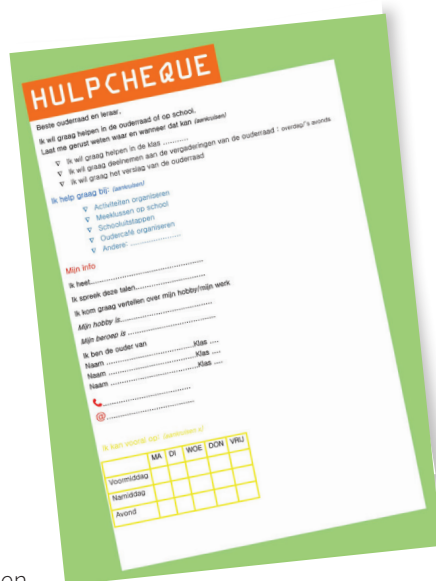 HULPCHEQUE
Beste ouderraad en leraar,
Ik wil graag helpen in de ouderraad of op school.
Laat me gerust weten waar en wanneer dat kan (aankruisen)
∇ Ik wil graag helpen in de klas ...........
∇ Ik wil graag deelnemen aan de vergaderingen van de ouderraad : overdag/'s avonds
∇ ik wil graag het verslag van de ouderraad
Ik help graag bij: (aankruisen)
∇ Activiteiten organiseren
∇ Meeklussen op school
∇ Schooluitstappen
∇ Oudercafé organiseren
∇ Anders: ......................
Mijn info
Ik heet.................................................
Ik spreek deze talen...............................
Ik kom graag vertellen over mijn hobby/mijn werk
Mijn hobby is........................................
Mijn beroep is ......................................
Ik ben de ouder van
Naam ......................................Klas ....
Naam ......................................Klas ....
Naam ......................................Klas ....
......................................
@......................................
Ik kan vooral op: (aankruisen x)
MA DI WOE DON VRIJ
Voormiddag
Namiddag
Avond
en